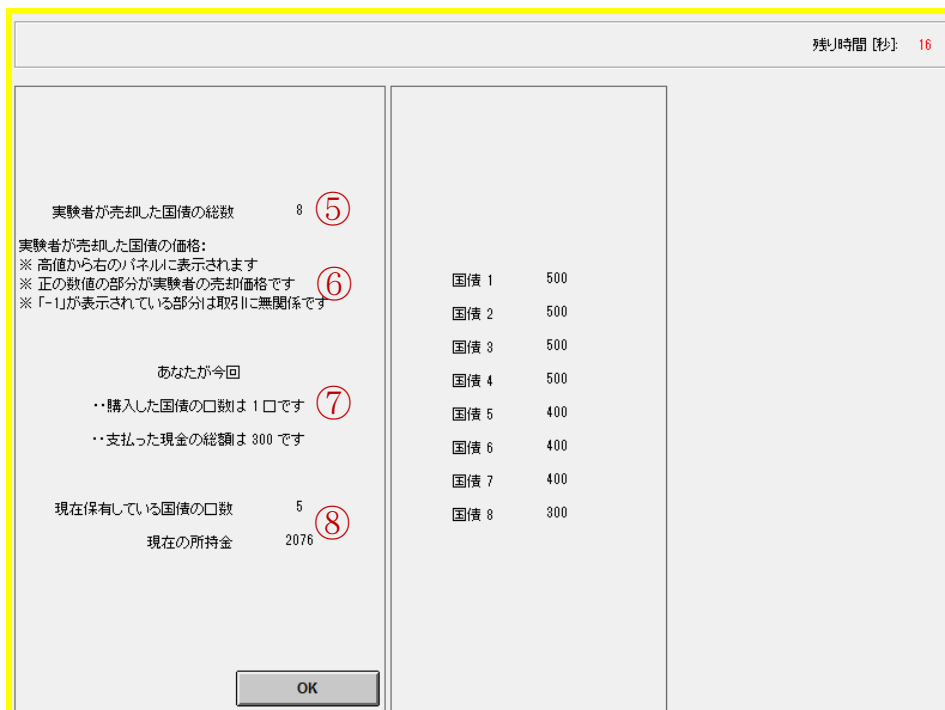 残り時間 [秒]: 16
実験者が売却した国債の総数 8 ⑤
実験者が売却した国債の価格:
※ 高値から右のパネルに表示されます
※ 正の数値の部分が実験者の売却価格です ⑥
※「-1」が表示されている部分は取引に無関係です
あなたが今回
・・購入した国債の口数は 1 口です ⑦
・・支払った現金の総額は 300 です
現在保有している国債の口数 5
⑧
現在の所持金 2076
OK
国債 1 500
国債 2 500
国債 3 500
国債 4 500
国債 5 400
国債 6 400
国債 7 400
国債 8 300